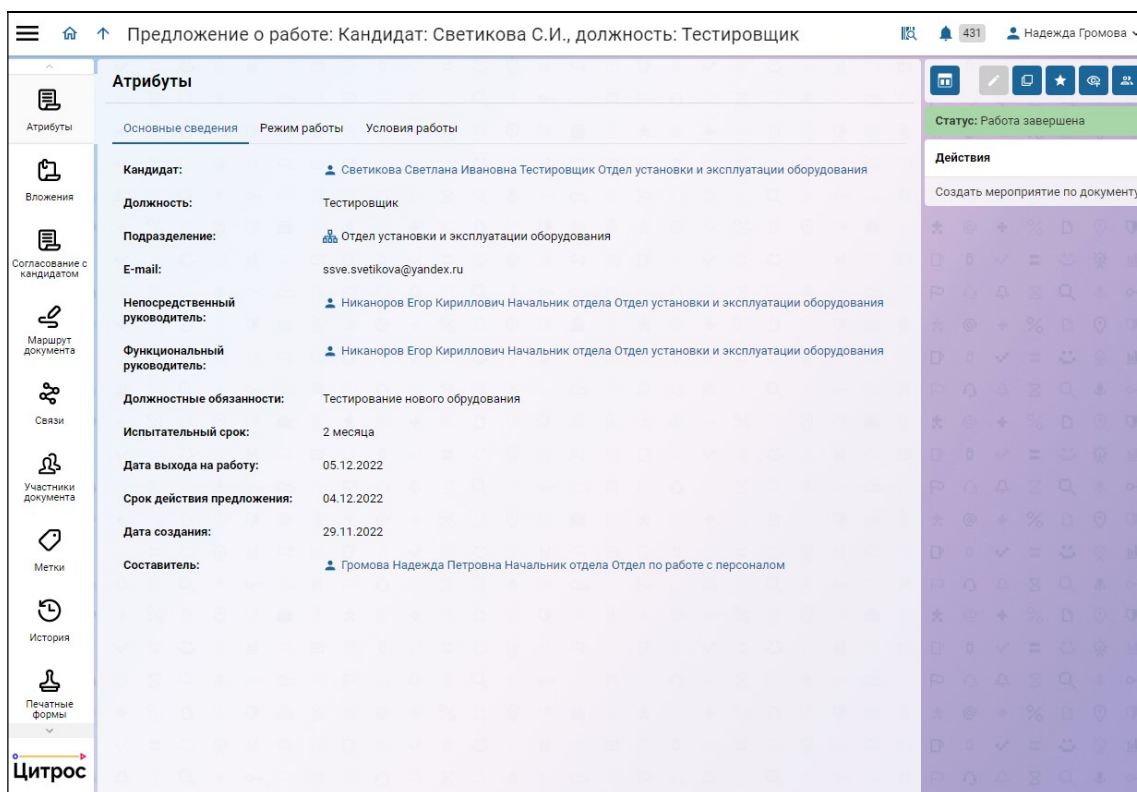 Предложение о работе: Кандидат: Светикова С.И., должность: Тестировщик
431
Надежда Громова
Атрибуты
Вложения
Согласование с
кандидатом
Маршрут
документа
Связи
Участники
документа
Метки
История
Печатные
формы
Цитрос
Атрибуты
Основные сведения Режим работы Условия работы
Кандидат: Светикова Светлана Ивановна Тестировщик Отдел установки и эксплуатации оборудования
Должность: Тестировщик
Подразделение: Отдел установки и эксплуатации оборудования
E-mail: ssve.svetikova@yandex.ru
Непосредственный
руководитель: Никаноров Егор Кириллович Начальник отдела Отдел установки и эксплуатации оборудования
Функциональный
руководитель: Никаноров Егор Кириллович Начальник отдела Отдел установки и эксплуатации оборудования
Должностные обязанности: Тестирование нового обрудования
Испытательный срок: 2 месяца
Дата выхода на работу: 05.12.2022
Срок действия предложения: 04.12.2022
Дата создания: 29.11.2022
Составитель: Громова Надежда Петровна Начальник отдела Отдел по работе с персоналом
Статус: Работа завершена
Действия
Создать мероприятие по документу